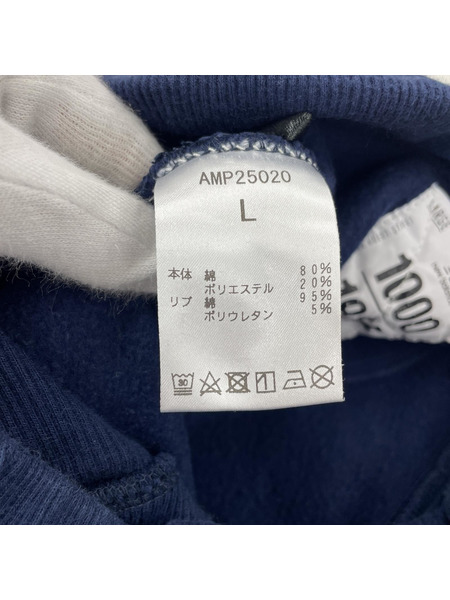 AMP25020
L
本体 綿 80%
ポリエステル 20%
リブ 綿 95%
ポリウレタン 5%
30
1000